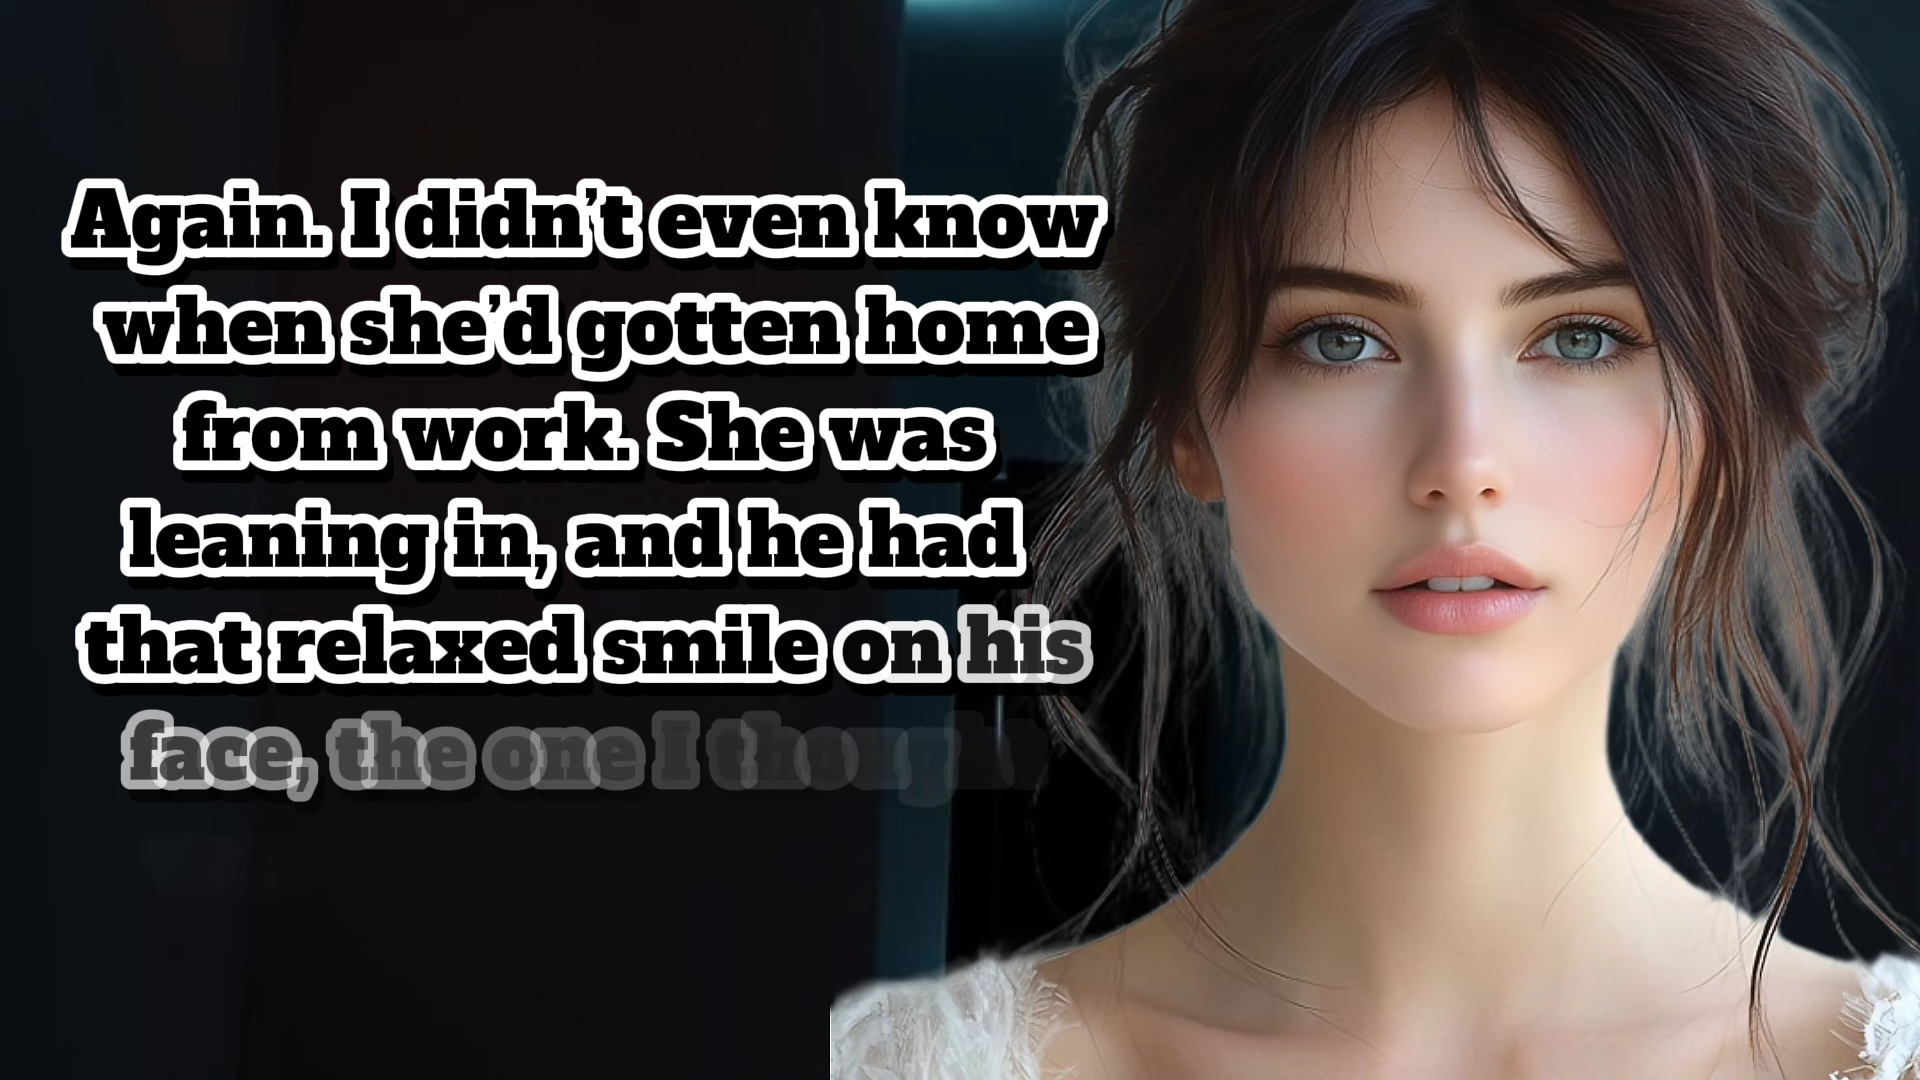 Again. I didn’t even know
when she’d gotten home
from work. She was
leaning in, and he had
that relaxed smile on his
face, the one I thought